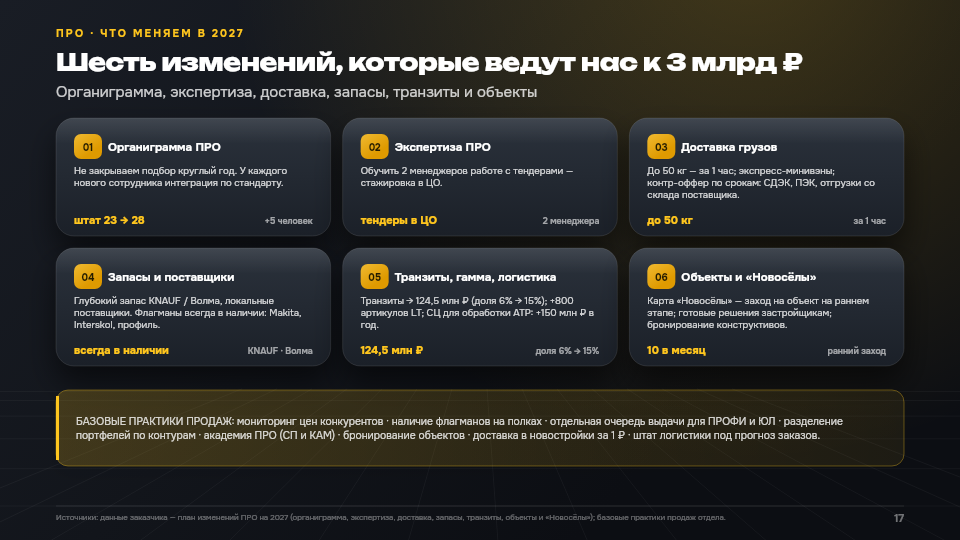 ПРО · ЧТО МЕНЯЕМ В 2027
Шесть изменений, которые ведут нас к 3 млрд ₽
Органиграмма, экспертиза, доставка, запасы, транзиты и объекты
01 Органиграмма ПРО
Не закрываем подбор круглый год. У каждого
нового сотрудника интеграция по стандарту.
штат 23 → 28 +5 человек
02 Экспертиза ПРО
Обучить 2 менеджеров работе с тендерами —
стажировка в ЦО.
тендеры в ЦО 2 менеджера
03 Доставка грузов
До 50 кг — за 1 час; экспресс-минивэны;
контр-оффер по срокам: СДЭК, ПЭК, отгрузки со
склада поставщика.
до 50 кг за 1 час
04 Запасы и поставщики
Глубокий запас KNAUF / Волма, локальные
поставщики. Флагманы всегда в наличии: Makita,
Interskol, профиль.
всегда в наличии KNAUF · Волма
05 Транзиты, гамма, логистика
Транзиты → 124,5 млн ₽ (доля 6% → 15%); +800
артикулов LT; СЦ для обработки АТР: +150 млн ₽ в
год.
124,5 млн ₽ доля 6% → 15%
06 Объекты и «Новосёлы»
Карта «Новосёлы» — заход на объект на раннем
этапе; готовые решения застройщикам;
бронирование конструктивов.
10 в месяц ранний заход
БАЗОВЫЕ ПРАКТИКИ ПРОДАЖ: мониторинг цен конкурентов · наличие флагманов на полках · отдельная очередь выдачи для ПРОФИ и ЮЛ · разделение
портфелей по контурам · академия ПРО (СП и КАМ) · бронирование объектов · доставка в новостройки за 1 ₽ · штат логистики под прогноз заказов.
Источники: данные заказчика — план изменений ПРО на 2027 (органиграмма, экспертиза, доставка, запасы, транзиты, объекты и «Новосёлы»); базовые практики продаж отдела.
17